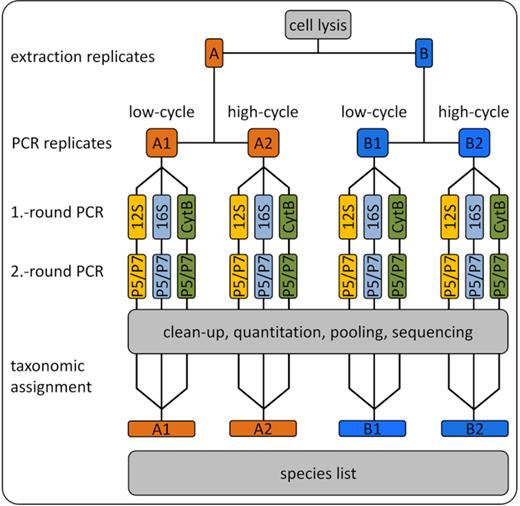 cell lysis
extraction replicates A B
low-cycle high-cycle low-cycle high-cycle
PCR replicates A1 A2 B1 B2
1.-round PCR 12S 16S CytB 12S 16S CytB 12S 16S CytB 12S 16S CytB
2.-round PCR P5/P7 P5/P7 P5/P7 P5/P7 P5/P7 P5/P7 P5/P7 P5/P7 P5/P7 P5/P7 P5/P7 P5/P7
clean-up, quantitation, pooling, sequencing
taxonomic
assignment
A1 A2 B1 B2
species list